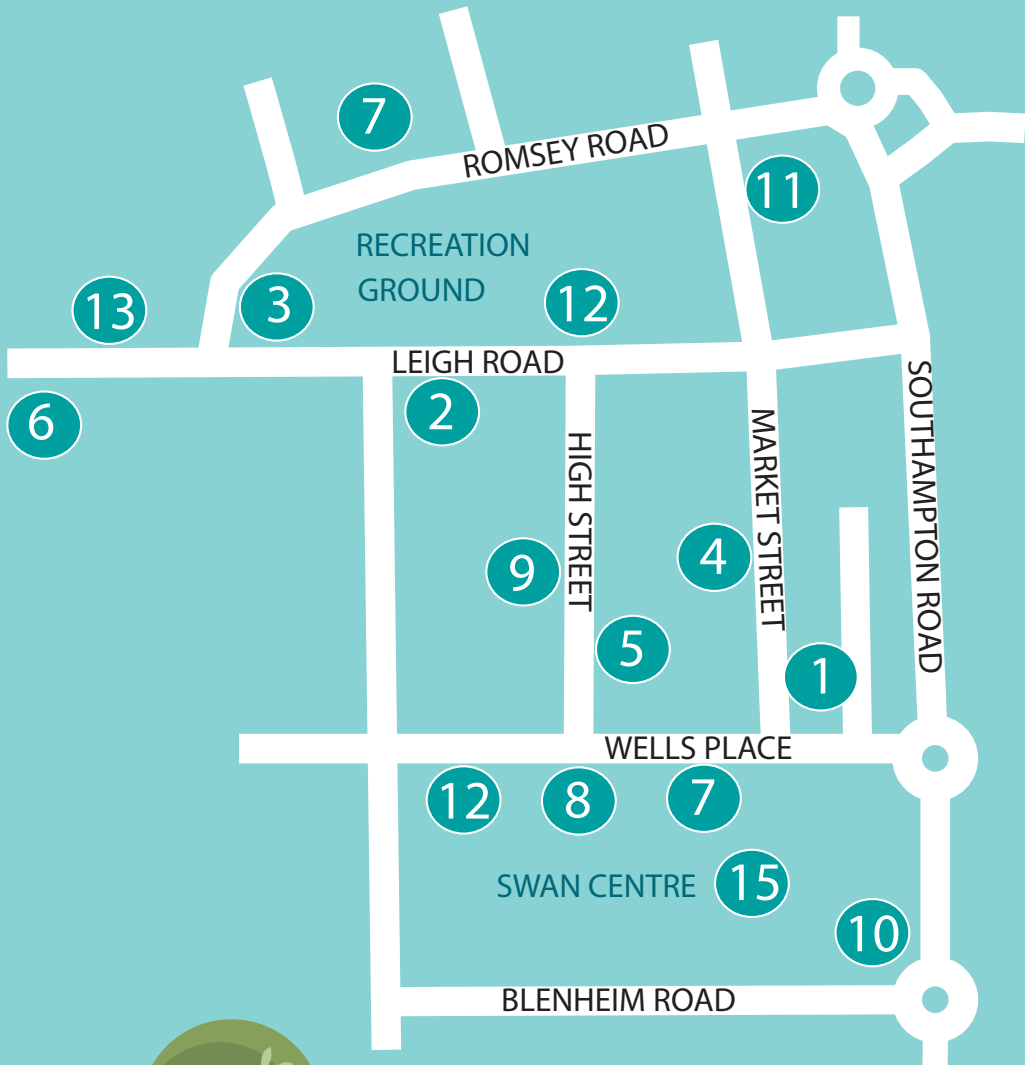 7
ROMSEY ROAD
11
RECREATION
GROUND
13
3
12
LEIGH ROAD
6
2
HIGH STREET
MARKET STREET
SOUTHAMPTON ROAD
9
4
5
1
WELLS PLACE
12
8
7
SWAN CENTRE
15
10
BLENHEIM ROAD